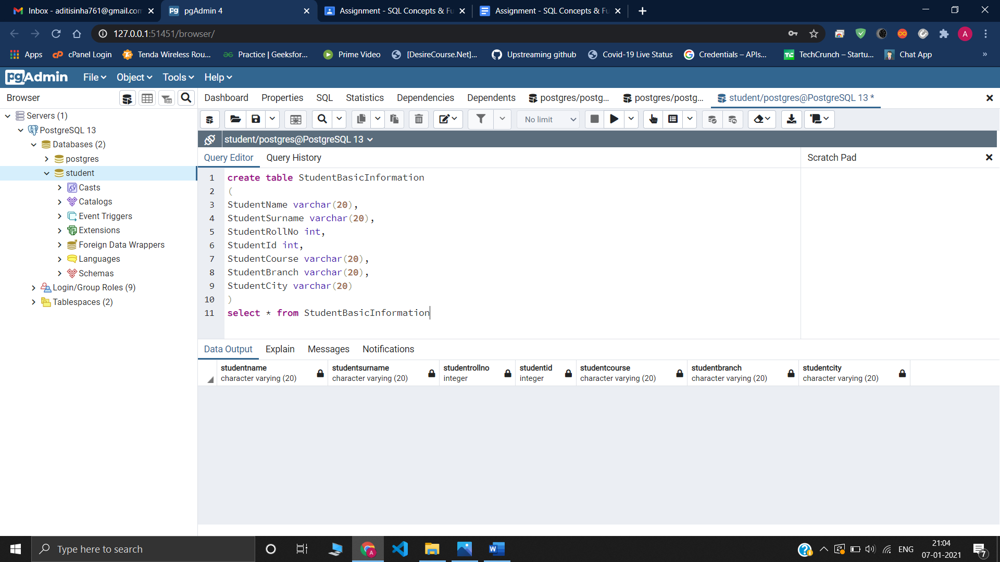 Inbox - aditisinha761@gmail.com
pgAdmin 4
Assignment - SQL Concepts & Fu
Assignment - SQL Concepts & Fu
127.0.0.1:51451/browser/
A
Apps
cPanel Login
Tenda Wireless Rou...
Practice | Geeksfor...
Prime Video
[DesireCourse.Net]...
Upstreaming github
Covid-19 Live Status
Credentials – APIs...
TechCrunch – Startu...
Chat App
»
pgAdmin File Object Tools Help
Browser
Dashboard Properties SQL Statistics Dependencies Dependents postgres/postg... postgres/postg... student/postgres@PostgreSQL 13 *
Servers (1)
PostgreSQL 13
Databases (2)
postgres
student
Casts
Catalogs
Event Triggers
Extensions
Foreign Data Wrappers
Languages
Schemas
Login/Group Roles (9)
Tablespaces (2)
No limit
student/postgres@PostgreSQL 13
Query Editor Query History
Scratch Pad
1 create table StudentBasicInformation
2 (
3 StudentName varchar(20),
4 StudentSurname varchar(20),
5 StudentRollNo int,
6 StudentId int,
7 StudentCourse varchar(20),
8 StudentBranch varchar(20),
9 StudentCity varchar(20)
10 )
11 select * from StudentBasicInformation
Data Output Explain Messages Notifications
studentname
character varying (20)
studentsurname
character varying (20)
studentrollno
integer
studentid
integer
studentcourse
character varying (20)
studentbranch
character varying (20)
studentcity
character varying (20)
Type here to search
ENG
21:04
07-01-2021
7